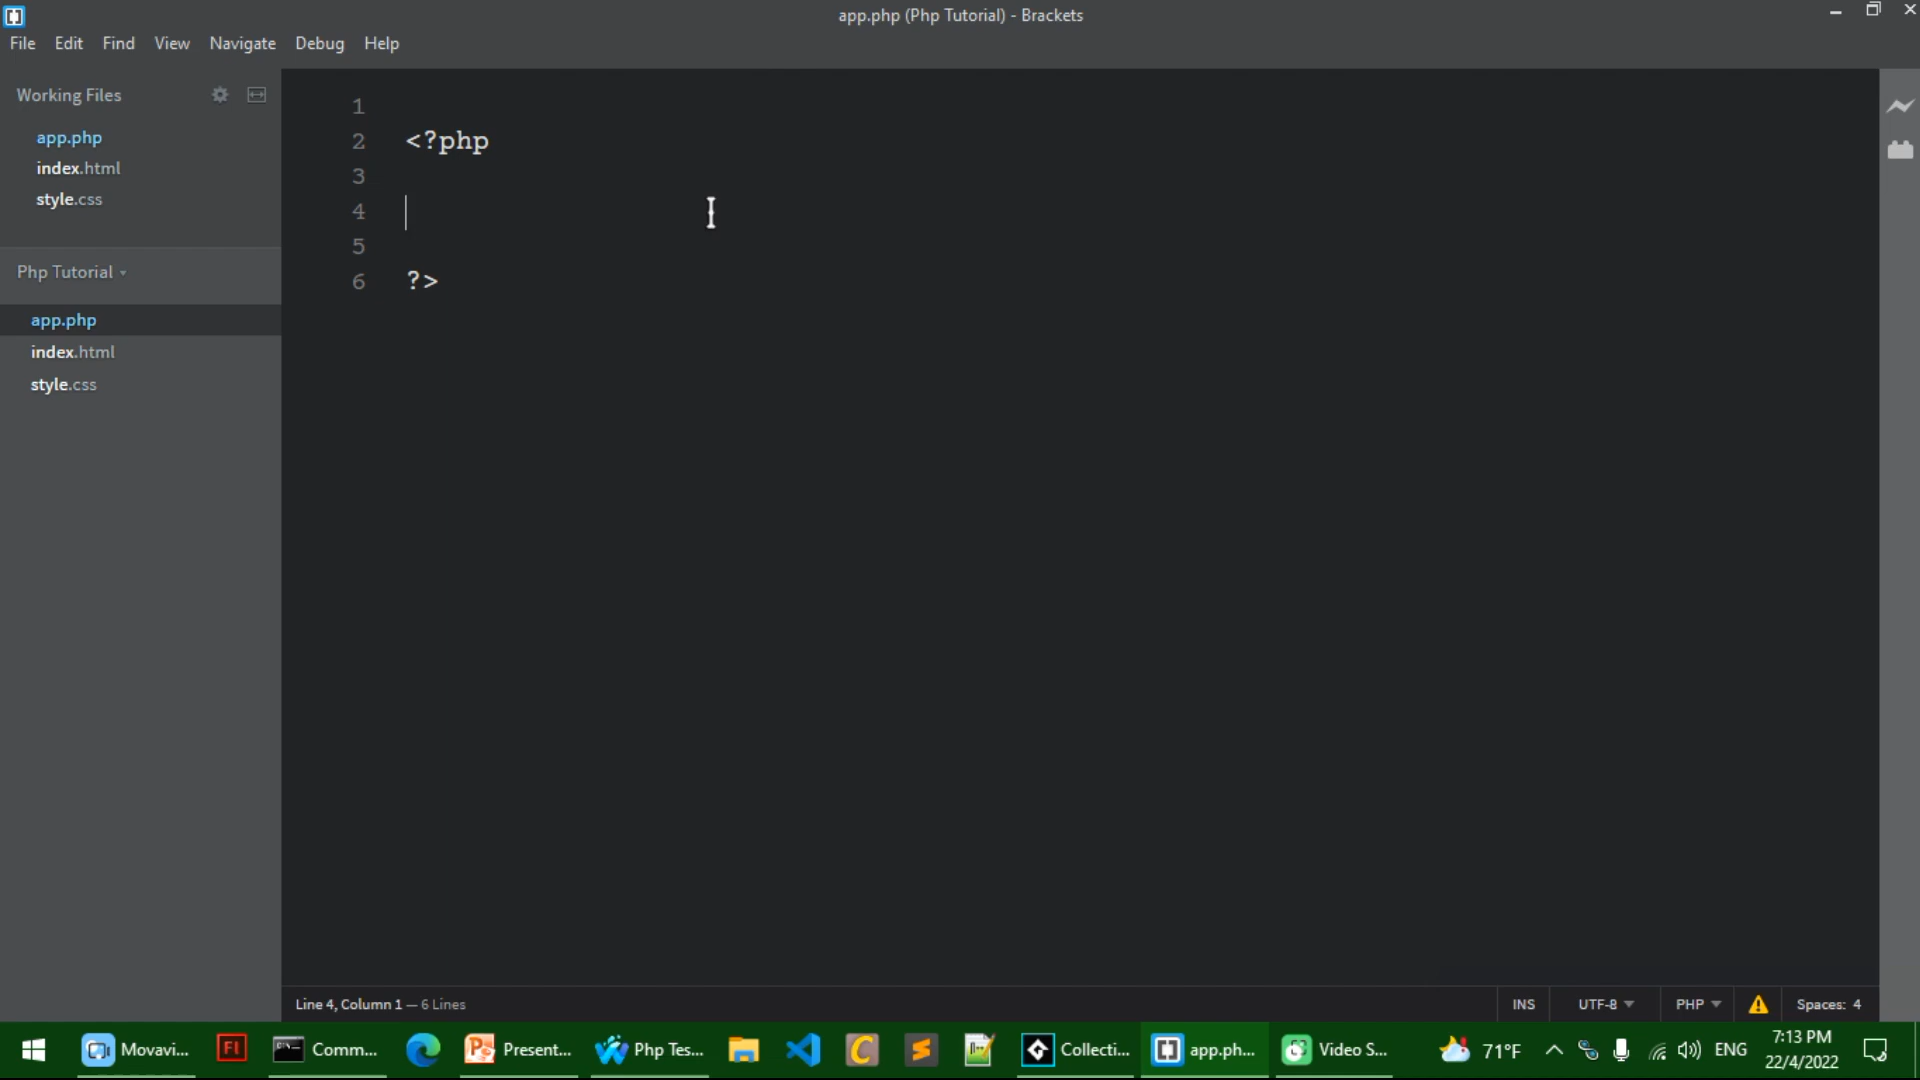 app.php (Php Tutorial) - Brackets
File Edit Find View Navigate Debug Help
Working Files
app.php
index.html
style.css
Php Tutorial
app.php
index.html
style.css
1
2 <?php
3
4
5
6 ?>
Line 4, Column 1 — 6 Lines
INS UTF-8 PHP Spaces: 4
Movavi... Fl Comm... Present... Php Tes... Collecti... app.ph... Video S... 71°F ENG
7:13 PM
22/4/2022